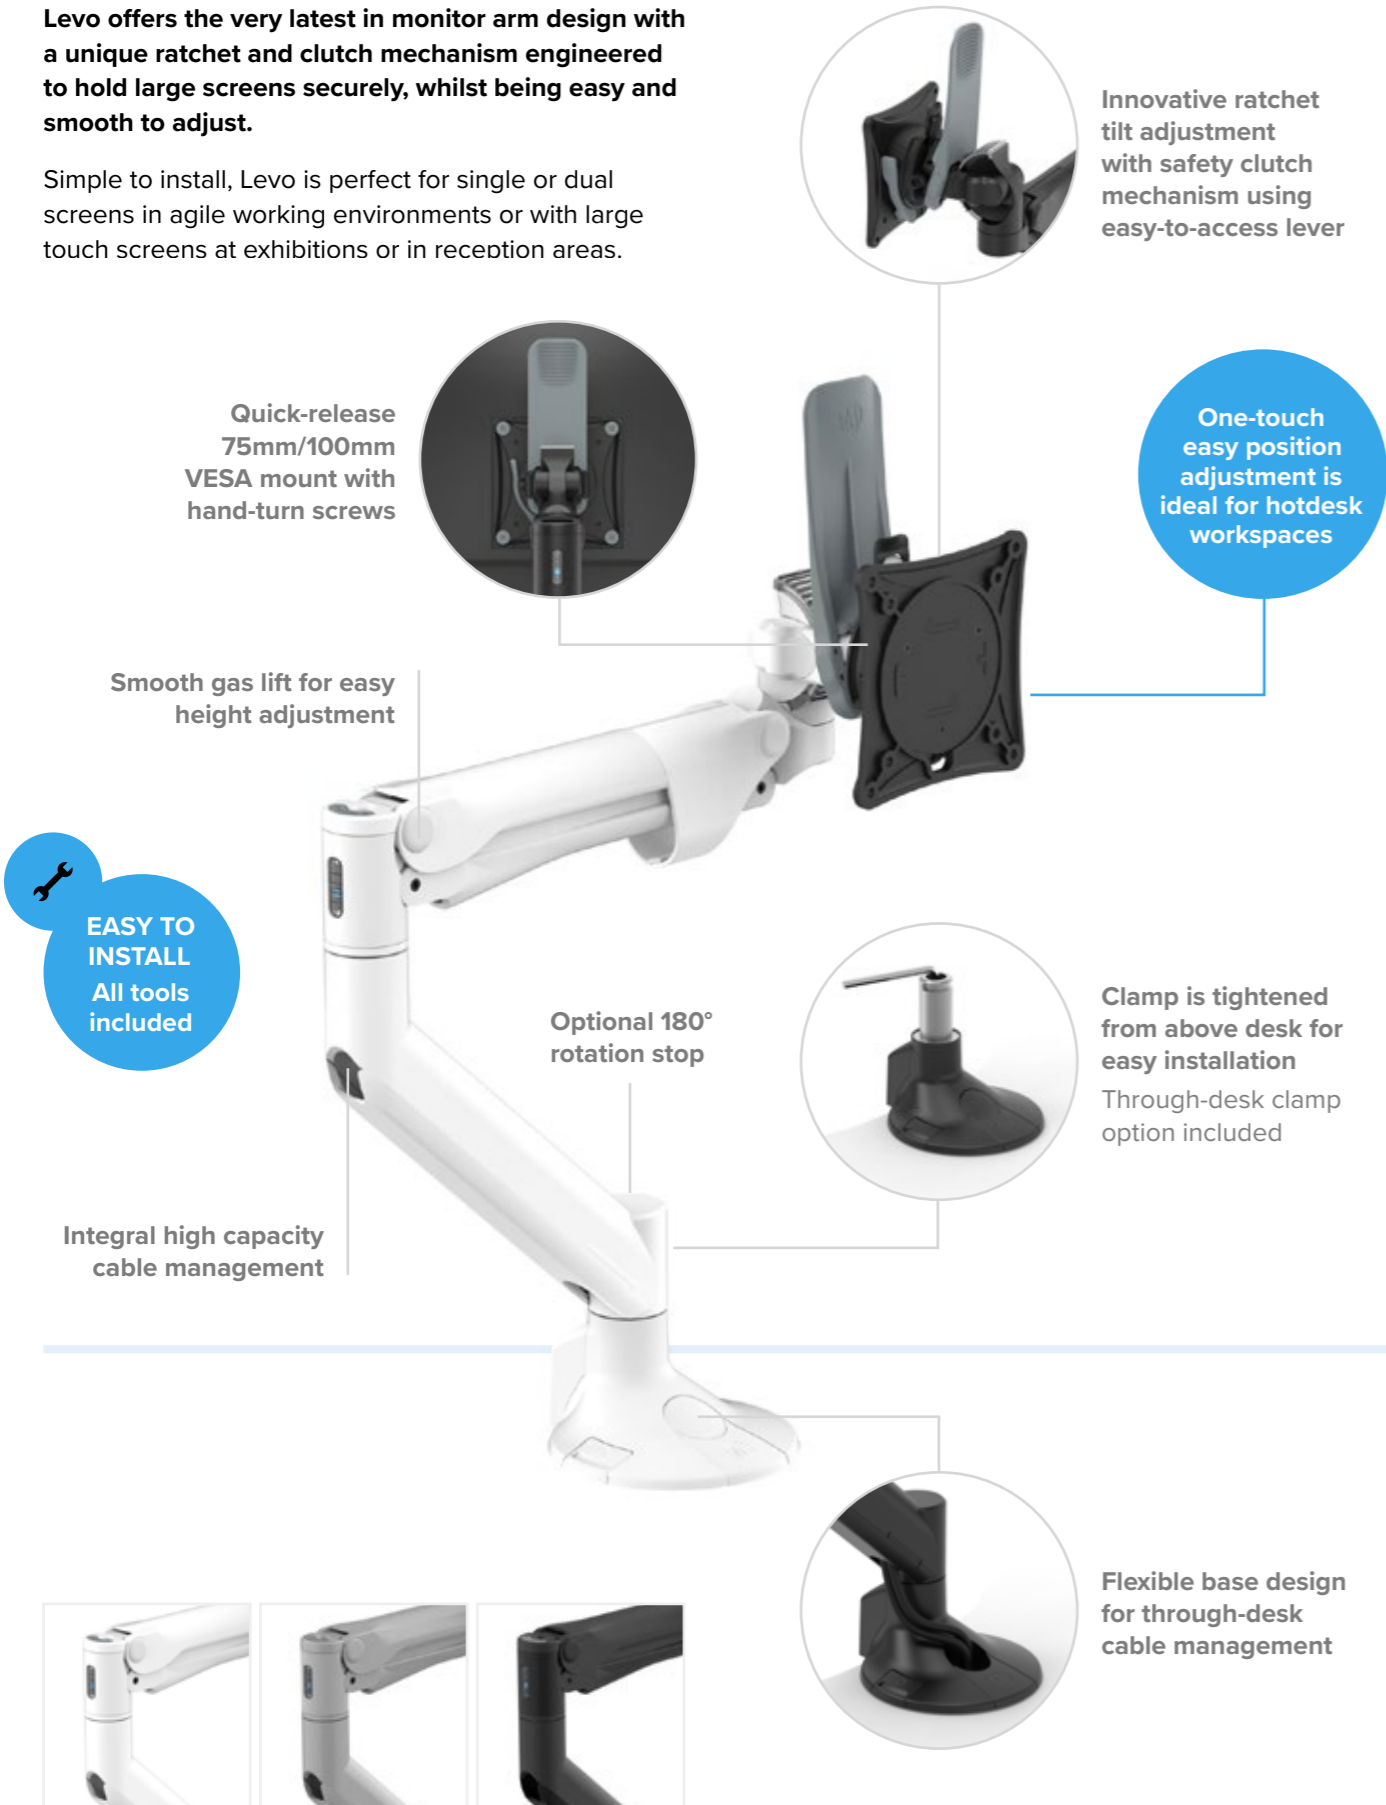 Levo offers the very latest in monitor arm design with
a unique ratchet and clutch mechanism engineered
to hold large screens securely, whilst being easy and
smooth to adjust.
Simple to install, Levo is perfect for single or dual
screens in agile working environments or with large
touch screens at exhibitions or in reception areas.
Innovative ratchet
tilt adjustment
with safety clutch
mechanism using
easy-to-access lever
Quick-release
75mm/100mm
VESA mount with
hand-turn screws
One-touch
easy position
adjustment is
ideal for hotdesk
workspaces
Smooth gas lift for easy
height adjustment
EASY TO
INSTALL
All tools
included
Optional 180°
rotation stop
Clamp is tightened
from above desk for
easy installation
Through-desk clamp
option included
Integral high capacity
cable management
Flexible base design
for through-desk
cable management